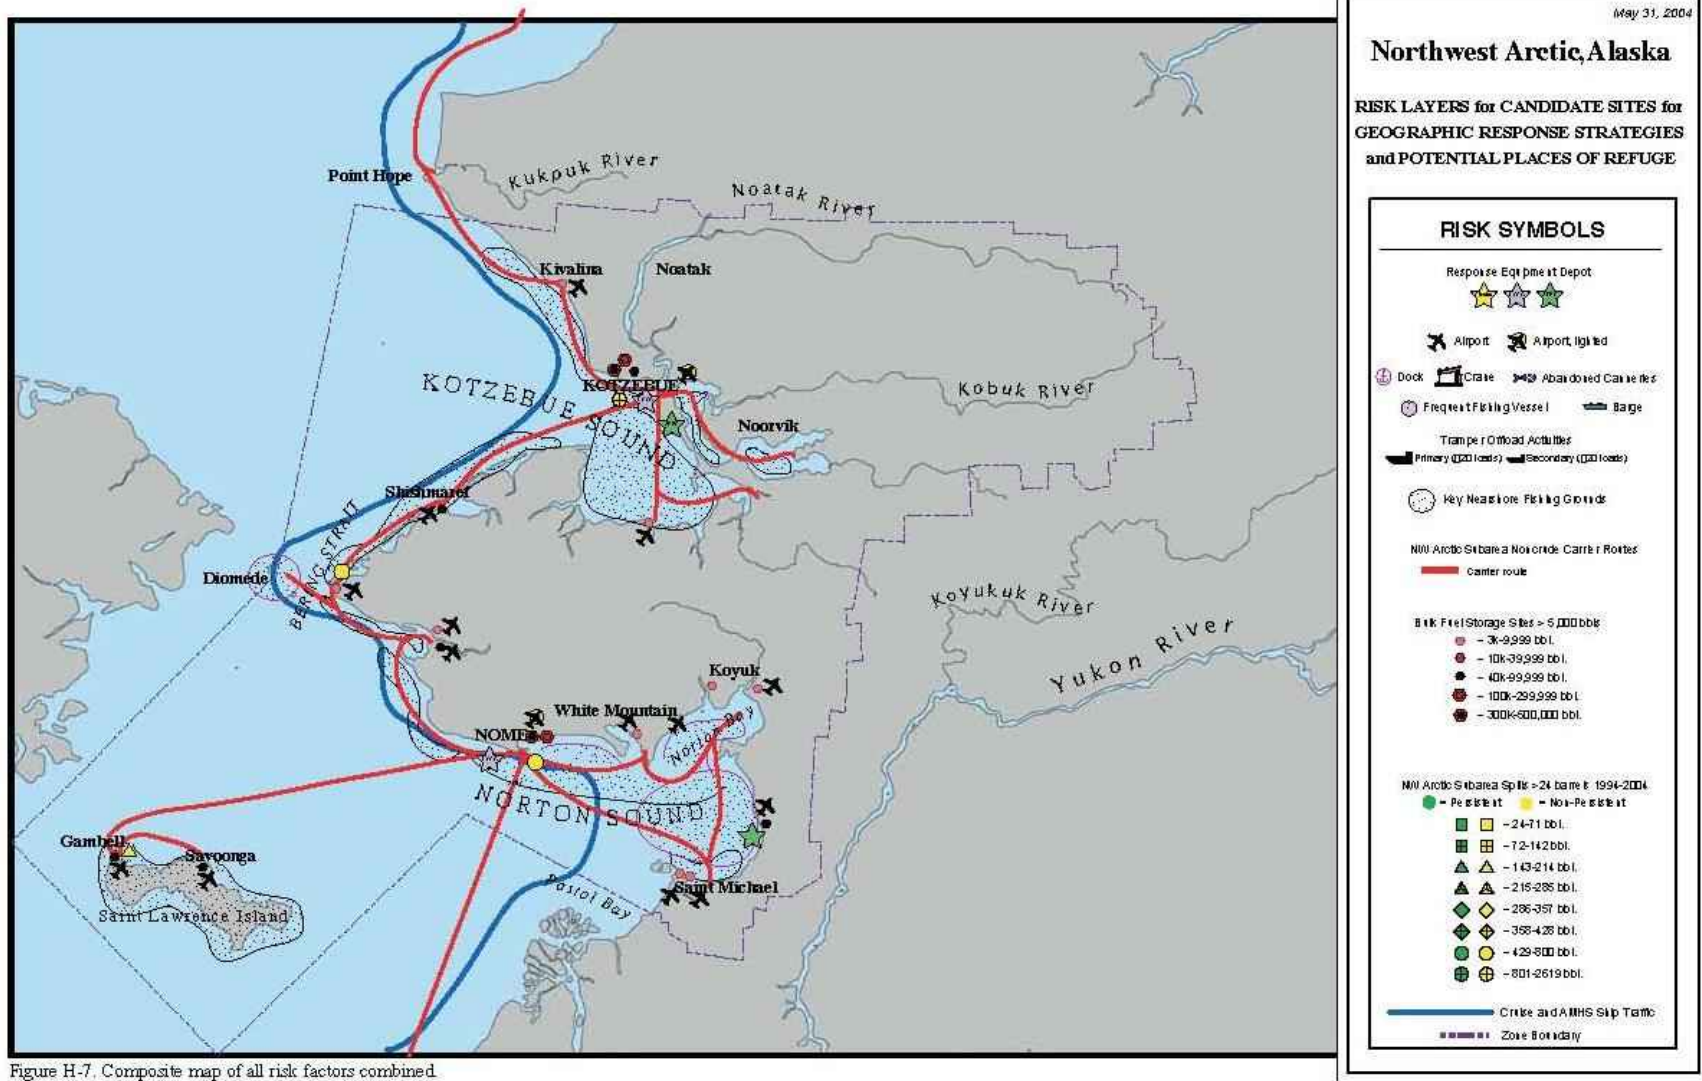 May 31, 2004
Northwest Arctic, Alaska
RISK LAYERS for CANDIDATE SITES for
GEOGRAPHIC RESPONSE STRATEGIES
and POTENTIAL PLACES OF REFUGE
RISK SYMBOLS
Response Equipment Depot
Airport
Airport, lighted
Dock
Crane
Abandoned Canneries
Frequent Fishing Vessel
Barge
Tramper Offload Activities
Primary (▯20 loads)
Secondary (▯20 loads)
Key Nearshore Fishing Grounds
NW Arctic Subarea Noncrude Carrier Routes
Carrier route
Bulk Fuel Storage Sites > 5,000 bbls
- 3k-9,999 bbl.
- 10k-39,999 bbl.
- 40k-99,999 bbl.
- 100k-299,999 bbl.
- 300k-500,000 bbl.
NW Arctic Subarea Spills > 24 barrels 1994-2004
= Persistent
= Non-Persistent
- 24-71 bbl.
- 72-142 bbl.
- 143-214 bbl.
- 215-285 bbl.
- 286-357 bbl.
- 358-428 bbl.
- 429-800 bbl.
- 801-2619 bbl.
Cruise and AMHS Ship Traffic
Zone Boundary
Point Hope
Kukpuk River
Noatak River
Kivalina
Noatak
KOTZEBUE
KOTZEBUE SOUND
Kobuk River
Noorvik
Shishmaref
BERING STRAIT
Diomede
Koyukuk River
Yukon River
Koyuk
White Mountain
Norton Bay
NOME
NORTON SOUND
Gambell
Savoonga
Saint Lawrence Island
Saint Michael
Pastol Bay
Figure H-7. Composite map of all risk factors combined.